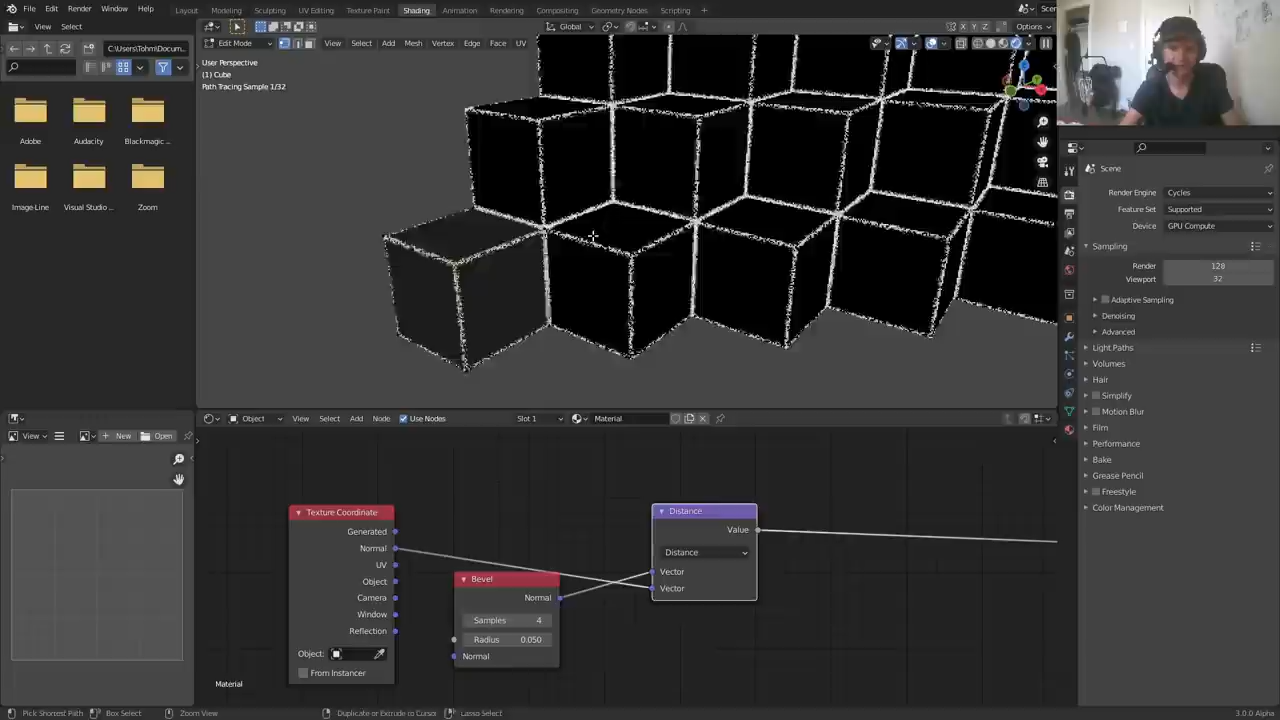 File Edit Render Window Help
Layout Modeling Sculpting UV Editing Texture Paint Shading Animation Rendering Compositing Geometry Nodes Scripting
View Select
Global
Options
C:\Users\Tohm\Docum...
Edit Mode
View Select Add Mesh Vertex Edge Face UV
User Perspective
(1) Cube
Path Tracing Sample 1/32
Adobe Audacity Blackmagic ...
Image-Line Visual Studio ... Zoom
Scene
Render Engine Cycles
Feature Set Supported
Device GPU Compute
Sampling
Render 128
Viewport 32
Adaptive Sampling
Denoising
Advanced
Light Paths
Volumes
Hair
Simplify
Motion Blur
Film
Performance
Bake
Grease Pencil
Freestyle
Color Management
View New Open
Object View Select Add Node Use Nodes Slot 1 Material
Texture Coordinate
Generated
Normal
UV
Object
Camera
Window
Reflection
Object:
From Instancer
Bevel
Normal
Samples 4
Radius 0.050
Normal
Distance
Value
Distance
Vector
Vector
Material
Pick Shortest Path Box Select Zoom View Duplicate or Extrude to Cursor Lasso Select 3.0.0 Alpha